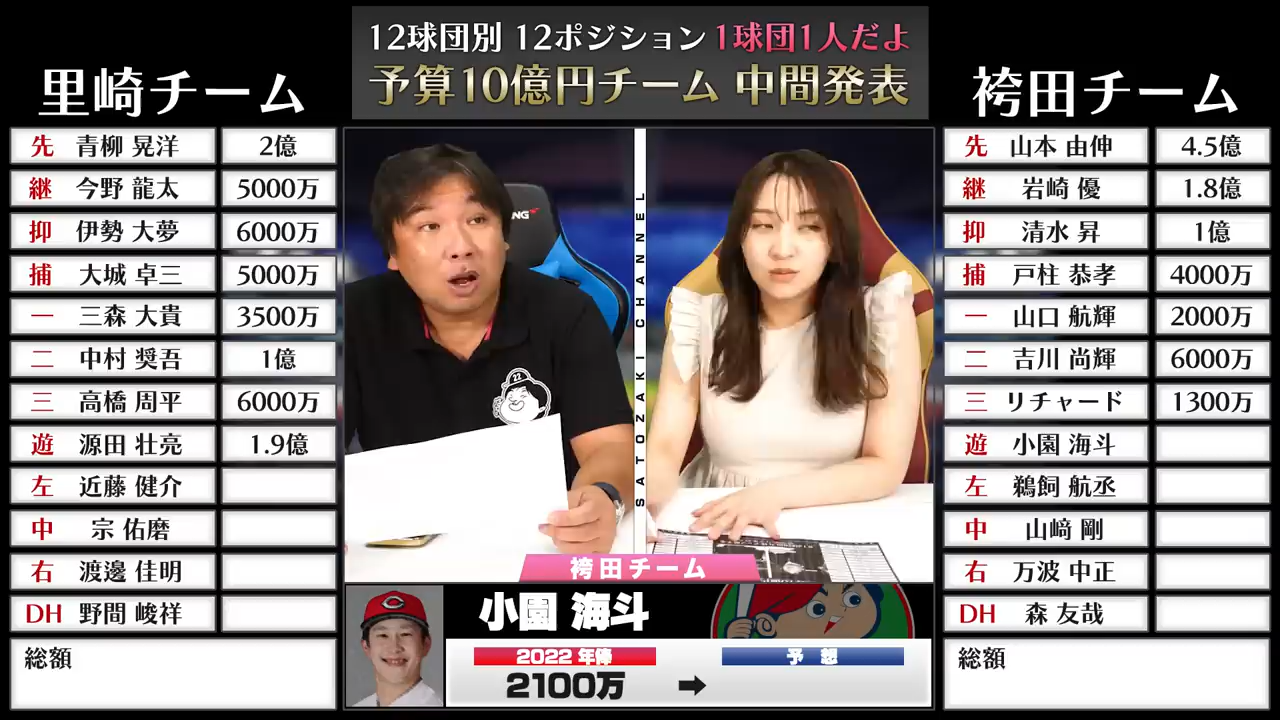 12球団別 12ポジション 1球団1人だよ
予算10億円チーム 中間発表
里崎チーム
先 青柳 晃洋 2億
継 今野 龍太 5000万
抑 伊勢 大夢 6000万
捕 大城 卓三 5000万
一 三森 大貴 3500万
二 中村 奨吾 1億
三 高橋 周平 6000万
遊 源田 壮亮 1.9億
左 近藤 健介
中 宗 佑磨
右 渡邉 佳明
DH 野間 峻祥
総額
SATOZAKI CHANNEL
袴田チーム
小園 海斗
2022 年俸
予 想
2100万 ➡
袴田チーム
先 山本 由伸 4.5億
継 岩崎 優 1.8億
抑 清水 昇 1億
捕 戸柱 恭孝 4000万
一 山口 航輝 2000万
二 吉川 尚輝 6000万
三 リチャード 1300万
遊 小園 海斗
左 鵜飼 航丞
中 山﨑 剛
右 万波 中正
DH 森 友哉
総額